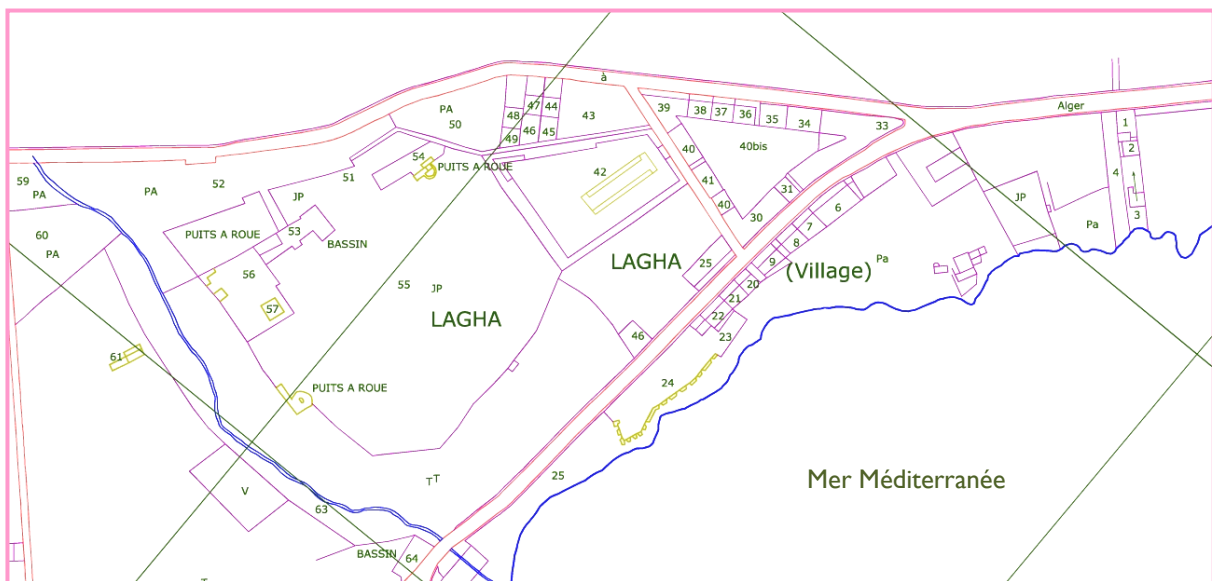 à
Alger
PA
50
48
47
44
43
49
46
45
39
38
37
36
35
34
33
40bis
40
41
40
31
30
42
1
2
4
3
JP
Pa
59
PA
PA
52
51
54
PUITS A ROUE
JP
53
PUITS A ROUE
BASSIN
60
PA
56
57
55
JP
LAGHA
LAGHA
(Village)
Pa
6
7
8
9
25
20
21
22
23
46
24
61
PUITS A ROUE
TT
25
V
63
BASSIN
64
Mer Méditerranée